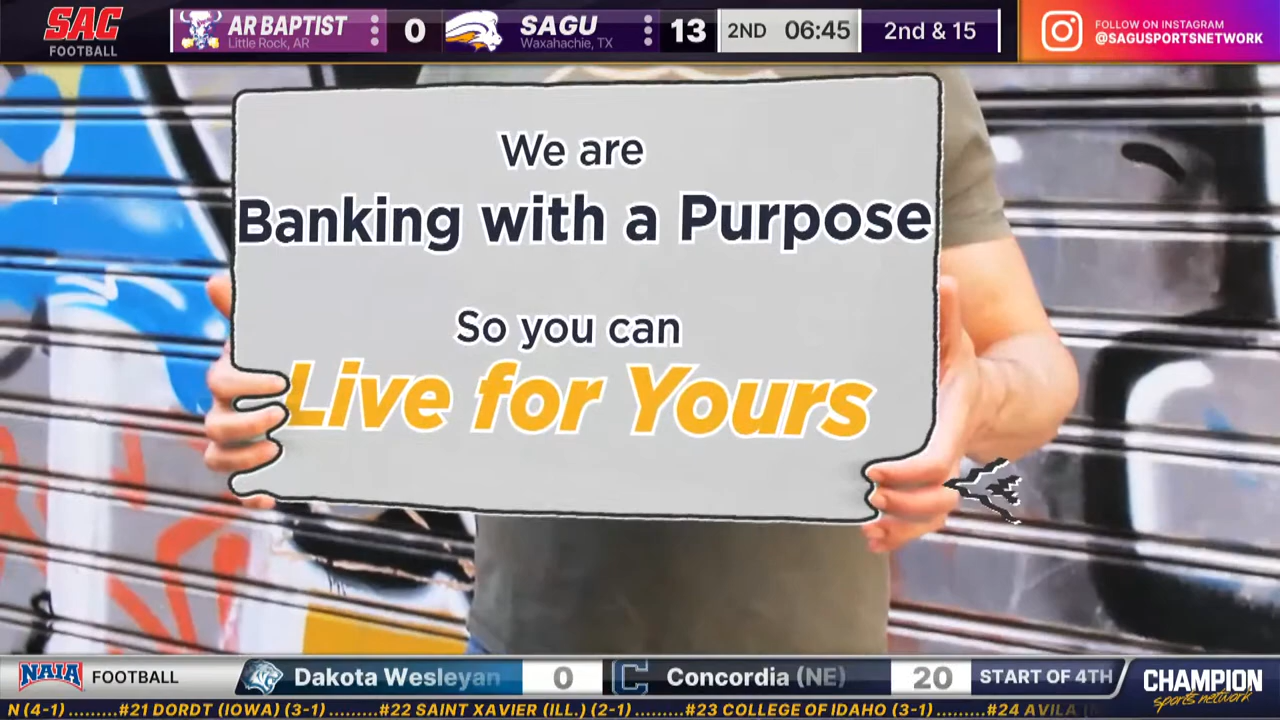 SAC
FOOTBALL
AR BAPTIST
Little Rock, AR
0
SAGU
Waxahachie, TX
13
2ND 06:45
2nd & 15
FOLLOW ON INSTAGRAM
@SAGUSPORTSNETWORK
We are
Banking with a Purpose
So you can
Live for Yours
NAIA FOOTBALL
Dakota Wesleyan
0
C
Concordia (NE)
20
START OF 4TH
CHAMPION
sports network
N (4-1).........#21 DORDT (IOWA) (3-1)........#22 SAINT XAVIER (ILL.) (2-1)........#23 COLLEGE OF IDAHO (3-1).........#24 AVILA